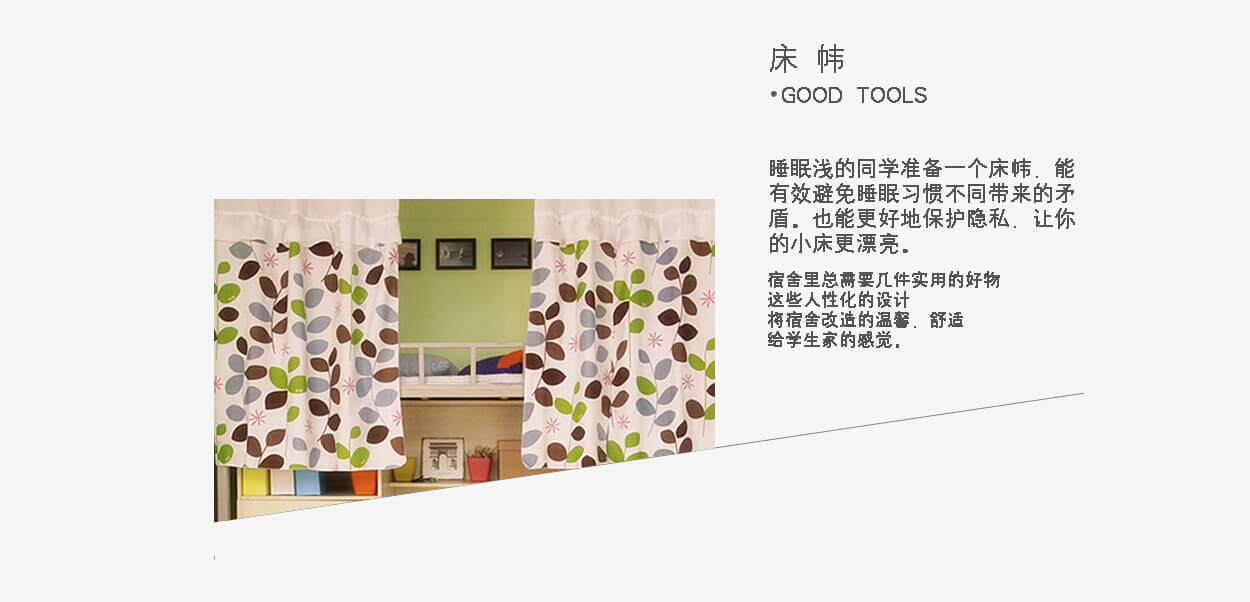 床 帏
•GOOD TOOLS
睡眠浅的同学准备一个床帏，能
有效避免睡眠习惯不同带来的矛
盾。也能更好地保护隐私，让你
的小床更漂亮。
宿舍里总需要几件实用的好物
这些人性化的设计
将宿舍改造的温馨，舒适
给学生家的感觉。